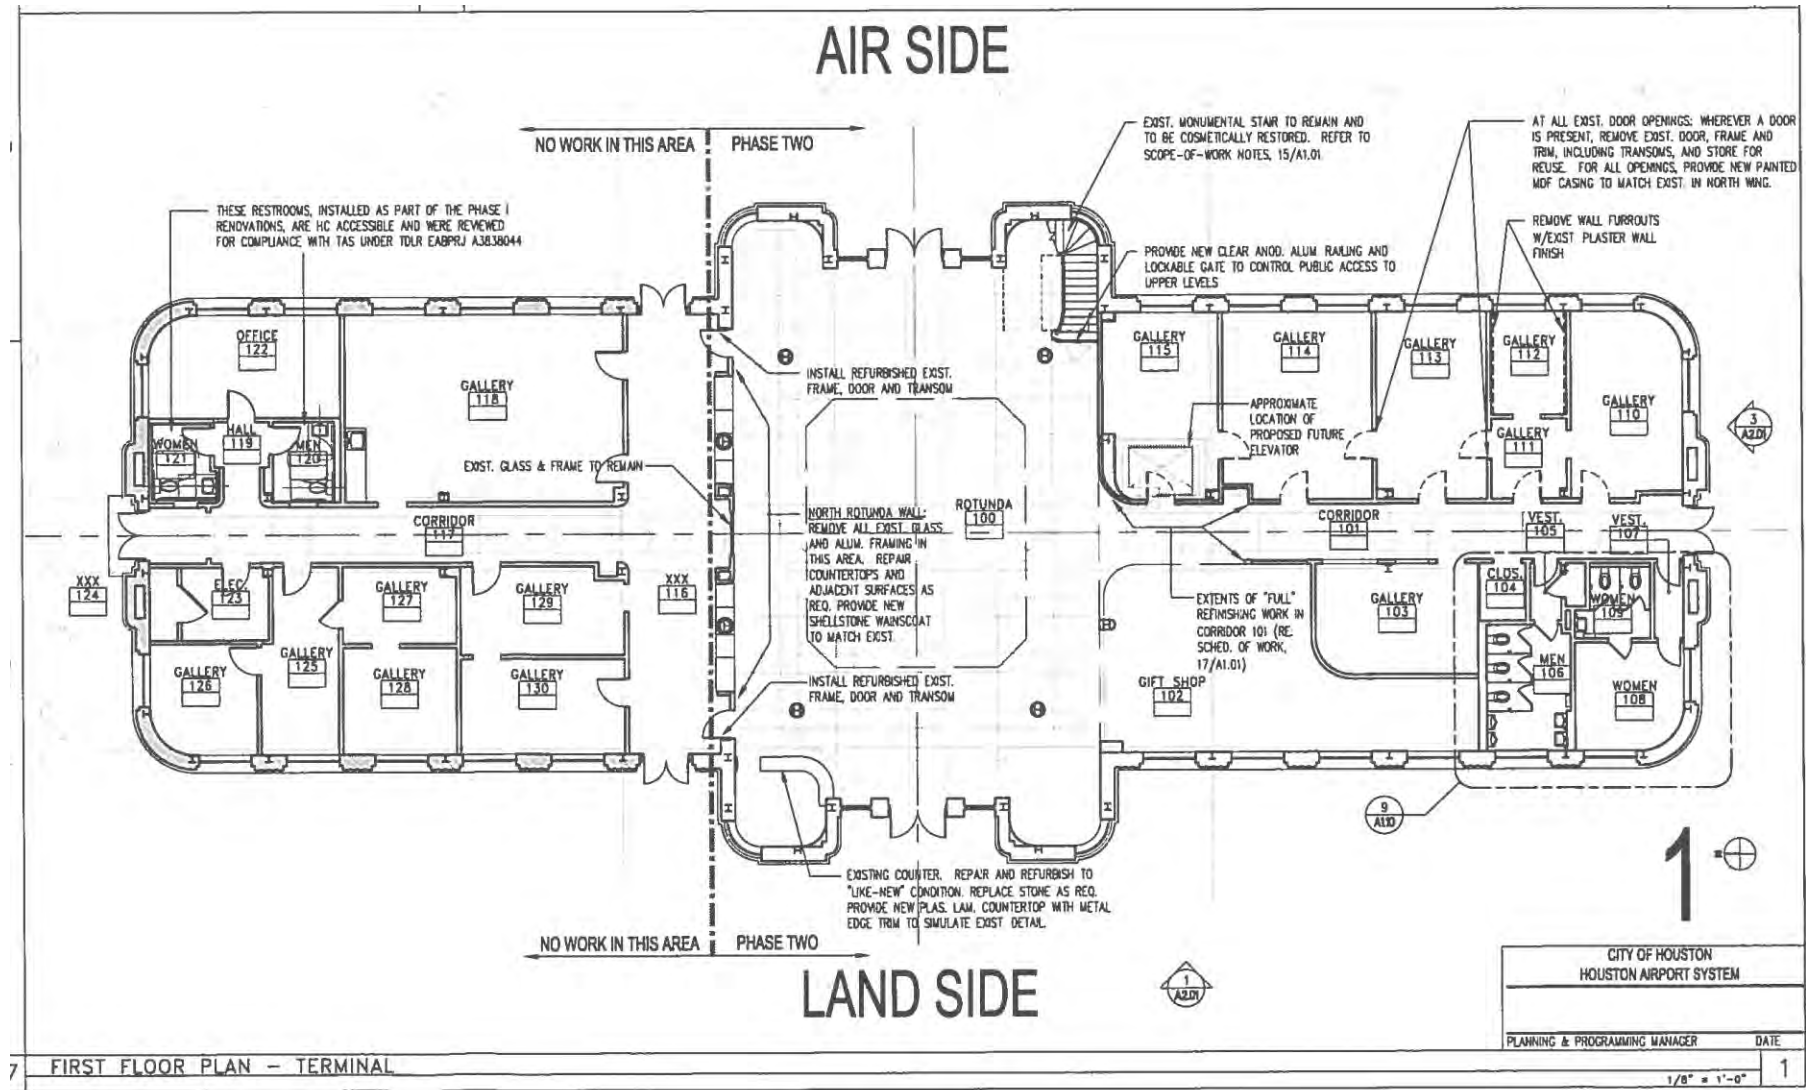 AIR SIDE
NO WORK IN THIS AREA
PHASE TWO
EXIST. MONUMENTAL STAIR TO REMAIN AND
TO BE COSMETICALLY RESTORED. REFER TO
SCOPE-OF-WORK NOTES, 15/A1.01
AT ALL EXIST. DOOR OPENINGS: WHEREVER A DOOR
IS PRESENT, REMOVE EXIST. DOOR, FRAME AND
TRIM, INCLUDING TRANSOMS, AND STORE FOR
REUSE. FOR ALL OPENINGS, PROVIDE NEW PAINTED
MDF CASING TO MATCH EXIST. IN NORTH WING.
THESE RESTROOMS, INSTALLED AS PART OF THE PHASE I
RENOVATIONS, ARE HC ACCESSIBLE AND WERE REVIEWED
FOR COMPLIANCE WITH TAS UNDER TDLR EABPRJ A3838044
REMOVE WALL FURROUTS
W/EXIST PLASTER WALL
FINISH
PROVIDE NEW CLEAR ANOD. ALUM RAILING AND
LOCKABLE GATE TO CONTROL PUBLIC ACCESS TO
UPPER LEVELS
OFFICE
122
GALLERY
118
HALL
119
WOMEN
121
MEN
120
INSTALL REFURBISHED EXIST.
FRAME, DOOR AND TRANSOM
EXIST. GLASS & FRAME TO REMAIN
GALLERY
115
GALLERY
114
GALLERY
113
GALLERY
112
GALLERY
110
GALLERY
111
APPROXIMATE
LOCATION OF
PROPOSED FUTURE
ELEVATOR
3
A2.01
NORTH ROTUNDA WALL:
REMOVE ALL EXIST. GLASS
AND ALUM. FRAMING IN
THIS AREA. REPAIR
COUNTERTOPS AND
ADJACENT SURFACES AS
REQ. PROVIDE NEW
SHELLSTONE WAINSCOAT
TO MATCH EXIST.
ROTUNDA
100
CORRIDOR
117
CORRIDOR
101
VEST.
105
VEST.
107
XXX
124
ELEC
123
GALLERY
127
GALLERY
129
XXX
116
GALLERY
126
GALLERY
125
GALLERY
128
GALLERY
130
EXTENTS OF "FULL"
REFINISHING WORK IN
CORRIDOR 101 (RE.
SCHED. OF WORK,
17/A1.01)
GALLERY
103
CLOS.
104
WOMEN
109
MEN
106
WOMEN
108
GIFT SHOP
102
INSTALL REFURBISHED EXIST.
FRAME, DOOR AND TRANSOM
9
A1.10
EXISTING COUNTER. REPAIR AND REFURBISH TO
"LIKE-NEW" CONDITION. REPLACE STONE AS REQ.
PROVIDE NEW PLAS. LAM. COUNTERTOP WITH METAL
EDGE TRIM TO SIMULATE EXIST DETAIL.
NO WORK IN THIS AREA
PHASE TWO
LAND SIDE
1
A2.01
1
CITY OF HOUSTON
HOUSTON AIRPORT SYSTEM
PLANNING & PROGRAMMING MANAGER
DATE
7
FIRST FLOOR PLAN - TERMINAL
1/8" = 1'-0"
1